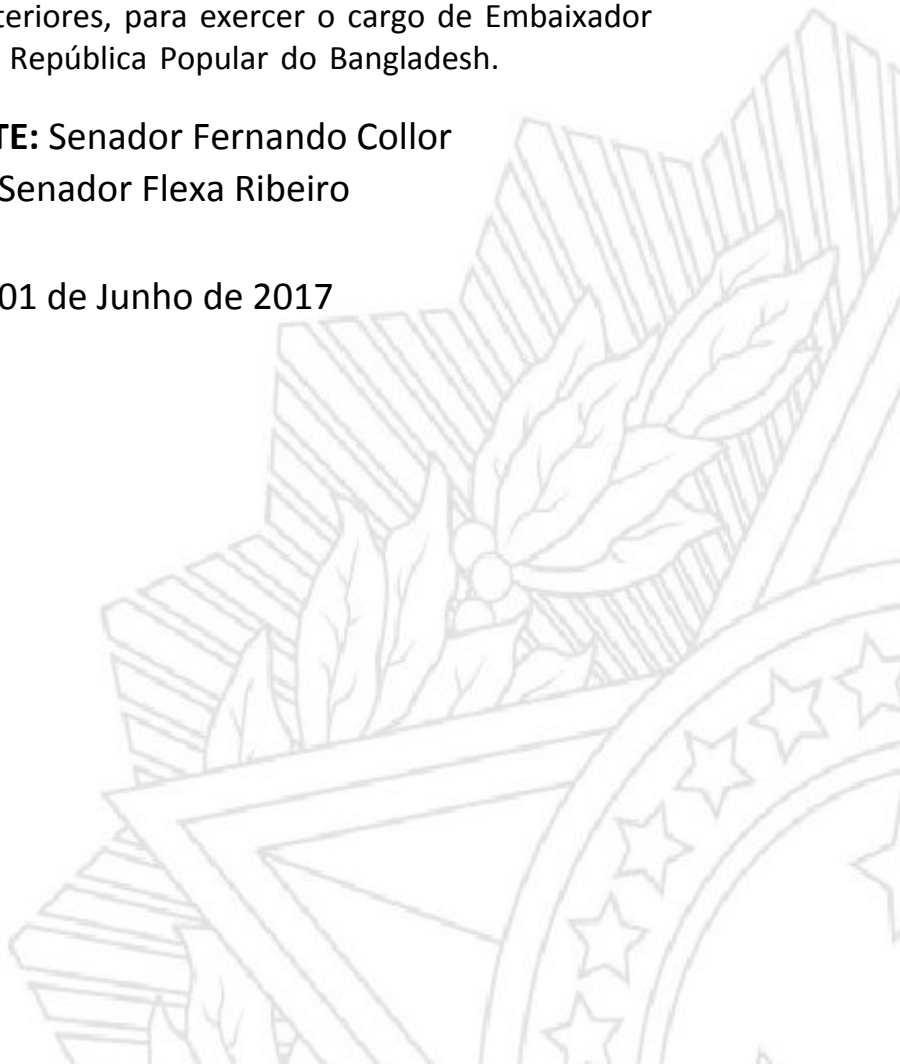 teriores, para exercer o cargo de Embaixador
República Popular do Bangladesh.
TE: Senador Fernando Collor
Senador Flexa Ribeiro
01 de Junho de 2017